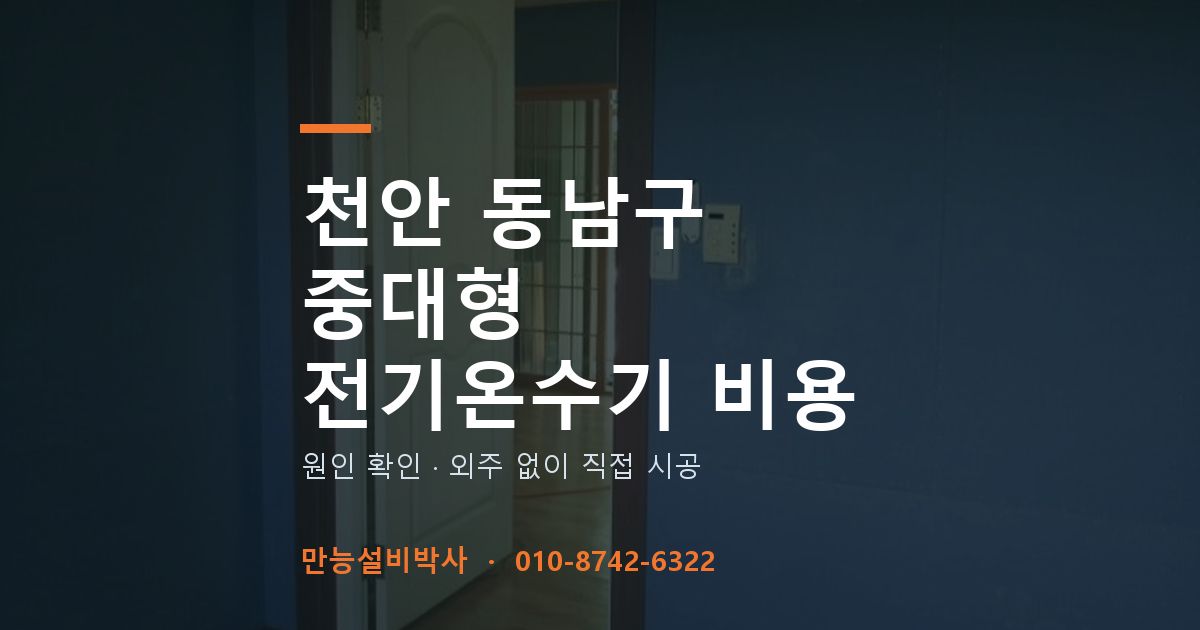 천안 동남구
중대형
전기온수기 비용
원인 확인 · 외주 없이 직접 시공
만능설비박사 · 010-8742-6322